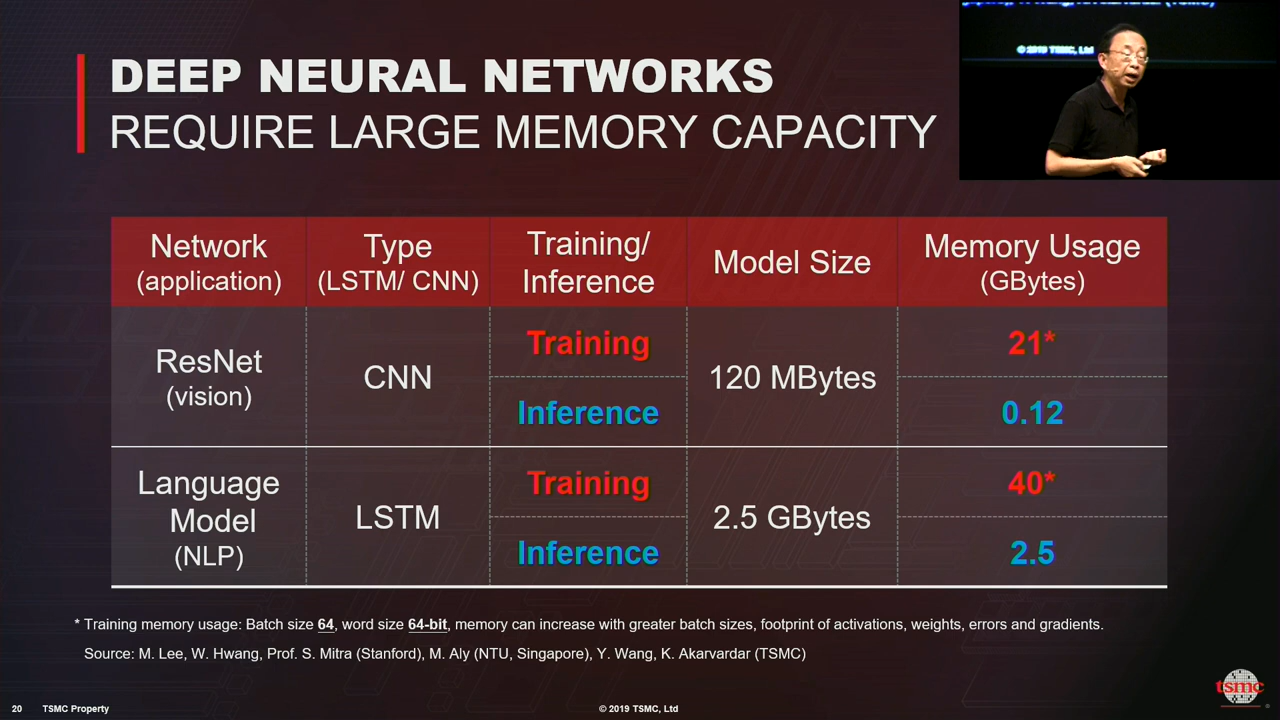 DEEP NEURAL NETWORKS
REQUIRE LARGE MEMORY CAPACITY
© 2019 TSMC, Ltd
Network
(application)
Type
(LSTM/ CNN)
Training/
Inference
Model Size
Memory Usage
(GBytes)
ResNet
(vision)
CNN
Training
120 MBytes
21*
Inference
0.12
Language
Model
(NLP)
LSTM
Training
2.5 GBytes
40*
Inference
2.5
* Training memory usage: Batch size 64, word size 64-bit, memory can increase with greater batch sizes, footprint of activations, weights, errors and gradients.
Source: M. Lee, W. Hwang, Prof. S. Mitra (Stanford), M. Aly (NTU, Singapore), Y. Wang, K. Akarvardar (TSMC)
tsmc
20 TSMC Property
© 2019 TSMC, Ltd